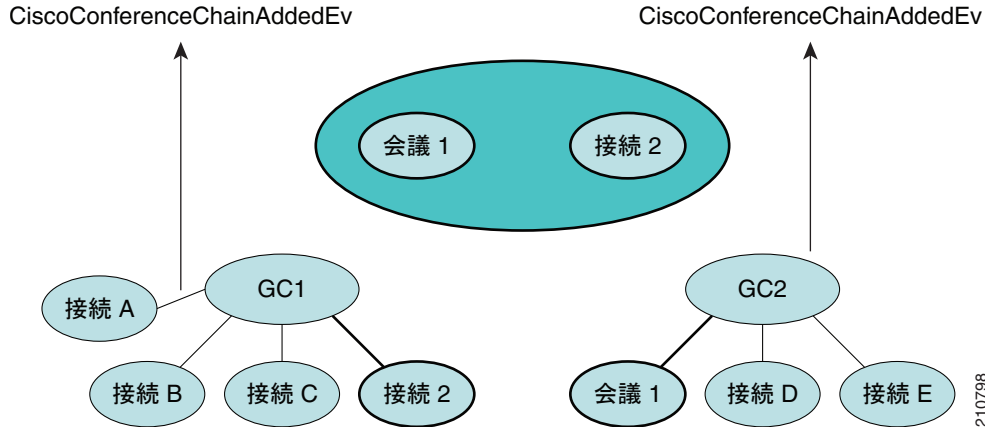 CiscoConferenceChainAddedEv
CiscoConferenceChainAddedEv
会議 1
接続 2
GC1
GC2
接続 A
接続 B
接続 C
接続 2
会議 1
接続 D
接続 E
210798